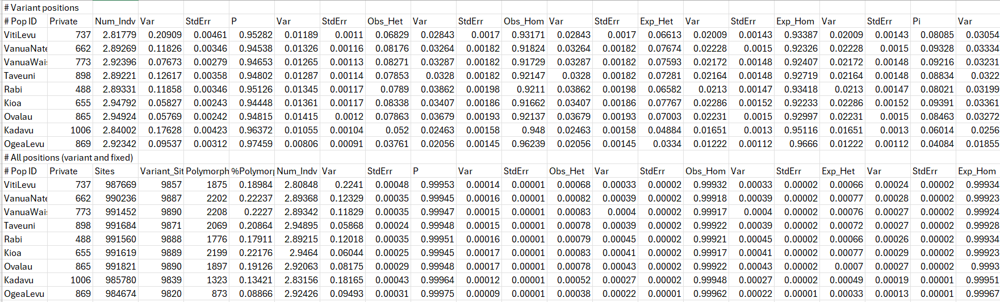 # Variant positions
# Pop ID Private Num_Indv Var StdErr P Var StdErr Obs_Het Var StdErr Obs_Hom Var StdErr Exp_Het Var StdErr Exp_Hom Var StdErr Pi Var
VitiLevu 737 2.81779 0.20909 0.00461 0.95282 0.01189 0.0011 0.06829 0.02843 0.0017 0.93171 0.02843 0.0017 0.06613 0.02009 0.00143 0.93387 0.02009 0.00143 0.08085 0.03054
VanuaNate 662 2.89269 0.11826 0.00346 0.94538 0.01326 0.00116 0.08176 0.03264 0.00182 0.91824 0.03264 0.00182 0.07674 0.02228 0.0015 0.92326 0.02228 0.0015 0.09328 0.03334
VanuaWai 773 2.92396 0.07673 0.00279 0.94653 0.01265 0.00113 0.08271 0.03287 0.00182 0.91729 0.03287 0.00182 0.07593 0.02172 0.00148 0.92407 0.02172 0.00148 0.09216 0.03231
Taveuni 898 2.89221 0.12617 0.00358 0.94802 0.01287 0.00114 0.07853 0.0328 0.00182 0.92147 0.0328 0.00182 0.07281 0.02164 0.00148 0.92719 0.02164 0.00148 0.08834 0.0322
Rabi 488 2.89331 0.11858 0.00346 0.95126 0.01345 0.00117 0.0789 0.03862 0.00198 0.9211 0.03862 0.00198 0.06582 0.0213 0.00147 0.93418 0.0213 0.00147 0.08021 0.03199
Kioa 655 2.94792 0.05827 0.00243 0.94448 0.01361 0.00117 0.08338 0.03407 0.00186 0.91662 0.03407 0.00186 0.07767 0.02286 0.00152 0.92233 0.02286 0.00152 0.09391 0.03361
Ovalau 865 2.94924 0.05769 0.00242 0.94815 0.01415 0.0012 0.07863 0.03679 0.00193 0.92137 0.03679 0.00193 0.07003 0.02231 0.0015 0.92997 0.02231 0.0015 0.08463 0.03272
Kadavu 1006 2.84002 0.17628 0.00423 0.96372 0.01055 0.00104 0.052 0.02463 0.00158 0.948 0.02463 0.00158 0.04884 0.01651 0.0013 0.95116 0.01651 0.0013 0.06014 0.0256
OgeaLevu 869 2.92342 0.09537 0.00312 0.97459 0.00806 0.00091 0.03761 0.02056 0.00145 0.96239 0.02056 0.00145 0.0334 0.01222 0.00112 0.9666 0.01222 0.00112 0.04084 0.01855
# All positions (variant and fixed)
# Pop ID Private Sites Variant_Sit Polymorph %Polymor Num_Indv Var StdErr P Var StdErr Obs_Het Var StdErr Obs_Hom Var StdErr Exp_Het Var StdErr Exp_Hom
VitiLevu 737 987669 9857 1875 0.18984 2.80848 0.2241 0.00048 0.99953 0.00014 0.00001 0.00068 0.00033 0.00002 0.99932 0.00033 0.00002 0.00066 0.00024 0.00002 0.99934
VanuaNate 662 990236 9887 2202 0.22237 2.89368 0.12329 0.00035 0.99945 0.00016 0.00001 0.00082 0.00039 0.00002 0.99918 0.00039 0.00002 0.00077 0.00028 0.00002 0.99923
VanuaWai 773 991452 9890 2208 0.2227 2.89342 0.11829 0.00035 0.99947 0.00015 0.00001 0.00083 0.0004 0.00002 0.99917 0.0004 0.00002 0.00076 0.00027 0.00002 0.99924
Taveuni 898 991684 9871 2069 0.20864 2.94895 0.05868 0.00024 0.99948 0.00015 0.00001 0.00078 0.00039 0.00002 0.99922 0.00039 0.00002 0.00072 0.00027 0.00002 0.99928
Rabi 488 991560 9888 1776 0.17911 2.89215 0.12018 0.00035 0.99951 0.00016 0.00001 0.00079 0.00045 0.00002 0.99921 0.00045 0.00002 0.00066 0.00026 0.00002 0.99934
Kioa 655 991619 9889 2199 0.22176 2.9464 0.06044 0.00025 0.99945 0.00017 0.00001 0.00083 0.00041 0.00002 0.99917 0.00041 0.00002 0.00077 0.00029 0.00002 0.99923
Ovalau 865 991821 9890 1897 0.19126 2.92063 0.08175 0.00029 0.99948 0.00017 0.00001 0.00078 0.00043 0.00002 0.99922 0.00043 0.00002 0.0007 0.00027 0.00002 0.9993
Kadavu 1006 985780 9839 1323 0.13421 2.83156 0.18165 0.00043 0.99964 0.00012 0.00001 0.00052 0.00027 0.00002 0.99948 0.00027 0.00002 0.00049 0.00019 0.00001 0.99951
OgeaLevu 869 984674 9820 873 0.08866 2.92426 0.09493 0.00031 0.99975 0.00009 0.00001 0.00038 0.00022 0.00001 0.99962 0.00022 0.00001 0.00033 0.00013 0.00001 0.99967